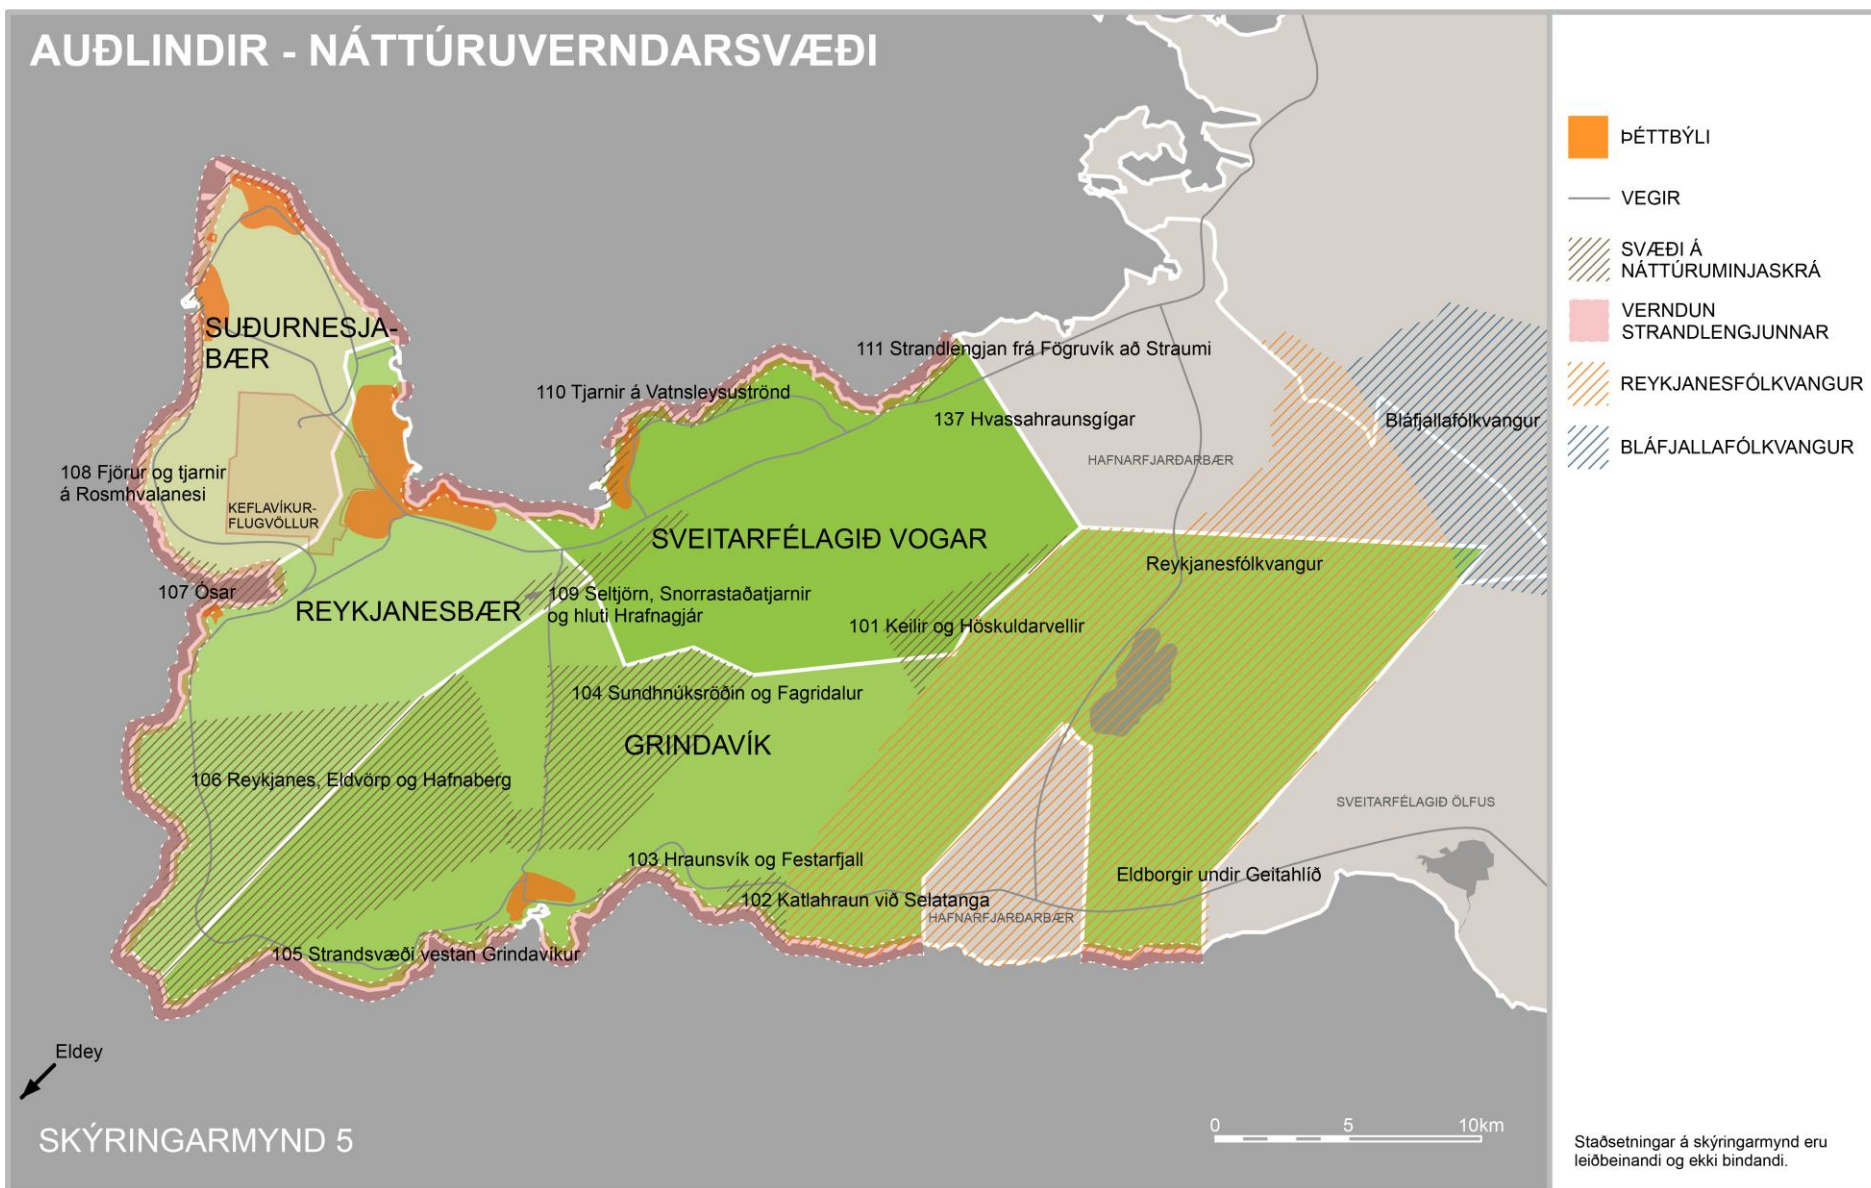 AUÐLINDIR - NÁTTÚRUVERNDARSVÆÐI
ÞÉTTBÝLI
VEGIR
SVÆÐI Á
NÁTTÚRUMINJASKRÁ
VERNDUN
STRANDLENGJUNNAR
REYKJANESFÓLKVANGUR
BLÁFJALLAFÓLKVANGUR
SUÐURNESJA-
BÆR
111 Strandlengjan frá Fögruvík að Straumi
110 Tjarnir á Vatnsleysuströnd
137 Hvassahraunsgígar
Bláfjallafólkvangur
HAFNARFJARÐARBÆR
108 Fjörur og tjarnir
á Rosmhvalanesi
KEFLAVÍKUR-
FLUGVÖLLUR
SVEITARFÉLAGIÐ VOGAR
Reykjanesfólkvangur
107 Ósar
REYKJANESBÆR
109 Seltjörn, Snorrastaðatjarnir
og hluti Hrafnagjár
101 Keilir og Höskuldarvellir
104 Sundhnúksröðin og Fagridalur
GRINDAVÍK
106 Reykjanes, Eldvörp og Hafnaberg
SVEITARFÉLAGIÐ ÖLFUS
103 Hraunsvík og Festarfjall
Eldborgir undir Geitahlíð
102 Katlahraun við Selatanga
HAFNARFJARÐARBÆR
105 Strandsvæði vestan Grindavíkur
Eldey
SKÝRINGARMYND 5
0 5 10km
Staðsetningar á skýringarmynd eru
leiðbeinandi og ekki bindandi.